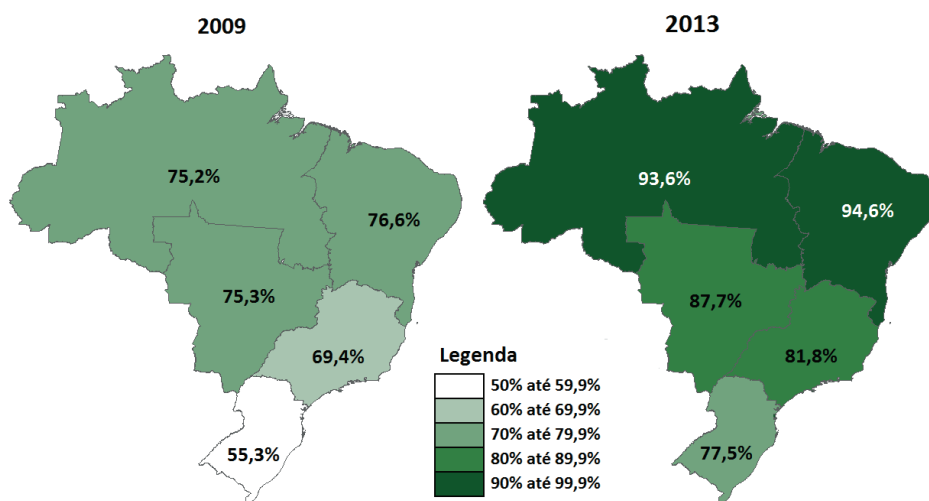 2009
2013
75,2%
76,6%
75,3%
69,4%
55,3%
93,6%
94,6%
87,7%
81,8%
77,5%
Legenda
50% até 59,9%
60% até 69,9%
70% até 79,9%
80% até 89,9%
90% até 99,9%